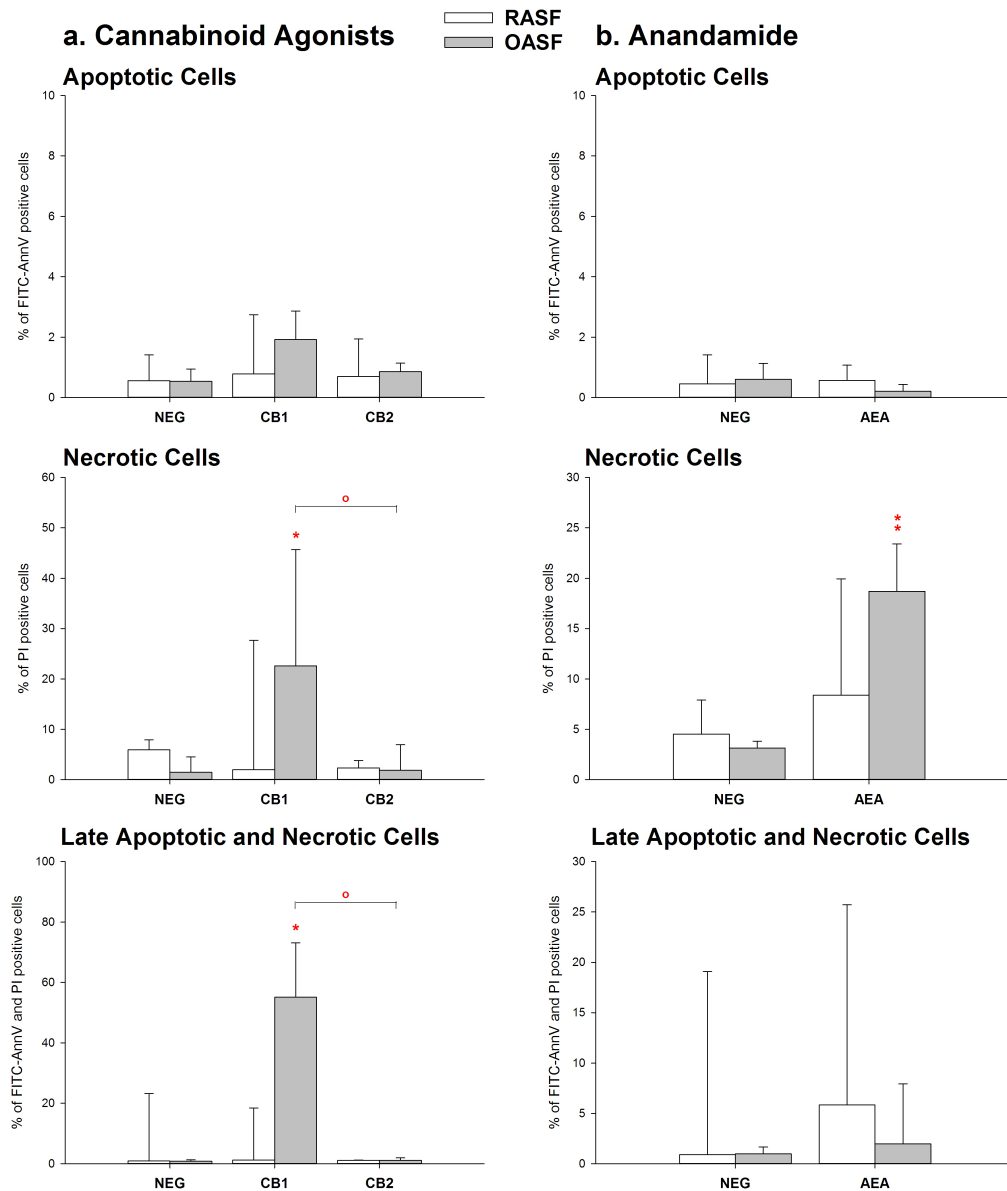 RASF
OASF
a. Cannabinoid Agonists
Apoptotic Cells
% of FITC-AnnV positive cells
10
8
6
4
2
0
NEG CB1 CB2
Necrotic Cells
% of PI positive cells
60
50
40
30
20
10
0
o
*
NEG CB1 CB2
Late Apoptotic and Necrotic Cells
% of FITC-AnnV and PI positive cells
100
80
60
40
20
0
o
*
NEG CB1 CB2
b. Anandamide
Apoptotic Cells
% of FITC-AnnV positive cells
10
8
6
4
2
0
NEG AEA
Necrotic Cells
% of PI positive cells
30
25
20
15
10
5
0
*
*
NEG AEA
Late Apoptotic and Necrotic Cells
% of FITC-AnnV and PI positive cells
30
25
20
15
10
5
0
NEG AEA